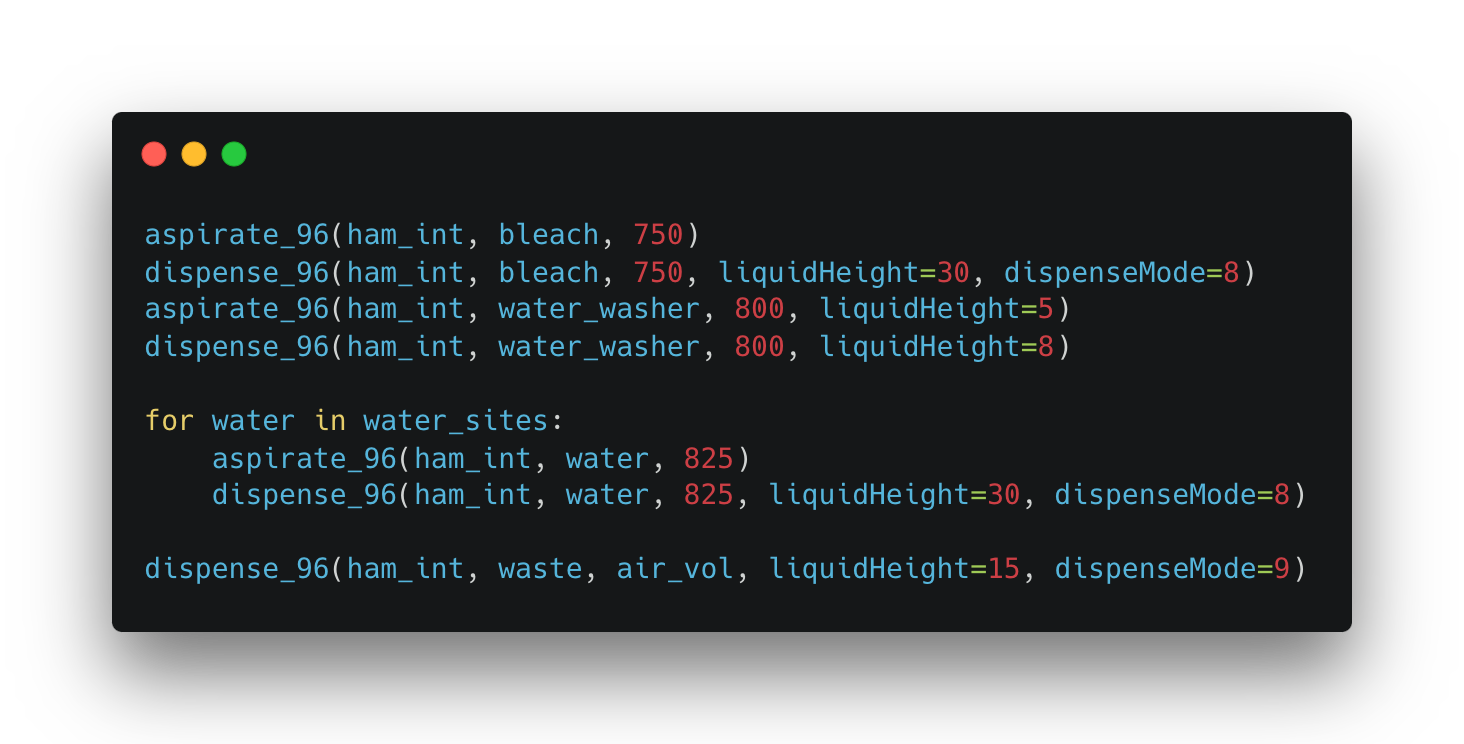 aspirate_96(ham_int, bleach, 750)
dispense_96(ham_int, bleach, 750, liquidHeight=30, dispenseMode=8)
aspirate_96(ham_int, water_washer, 800, liquidHeight=5)
dispense_96(ham_int, water_washer, 800, liquidHeight=8)
for water in water_sites:
    aspirate_96(ham_int, water, 825)
    dispense_96(ham_int, water, 825, liquidHeight=30, dispenseMode=8)
dispense_96(ham_int, waste, air_vol, liquidHeight=15, dispenseMode=9)